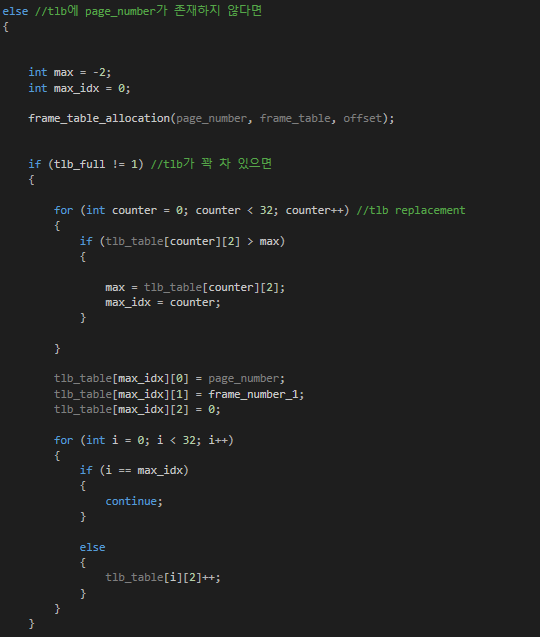 else //tlb에 page_number가 존재하지 않다면
{
int max = -2;
int max_idx = 0;
frame_table_allocation(page_number, frame_table, offset);
if (tlb_full != 1) //tlb가 꽉 차 있으면
{
for (int counter = 0; counter < 32; counter++) //tlb replacement
{
if (tlb_table[counter][2] > max)
{
max = tlb_table[counter][2];
max_idx = counter;
}
}
tlb_table[max_idx][0] = page_number;
tlb_table[max_idx][1] = frame_number_1;
tlb_table[max_idx][2] = 0;
for (int i = 0; i < 32; i++)
{
if (i == max_idx)
{
continue;
}
else
{
tlb_table[i][2]++;
}
}
}